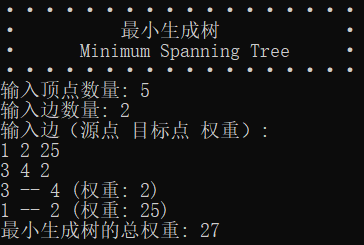 最小生成树
Minimum Spanning Tree
输入顶点数量: 5
输入边数量: 2
输入边（源点 目标点 权重）:
1 2 25
3 4 2
3 -- 4 (权重: 2)
1 -- 2 (权重: 25)
最小生成树的总权重: 27